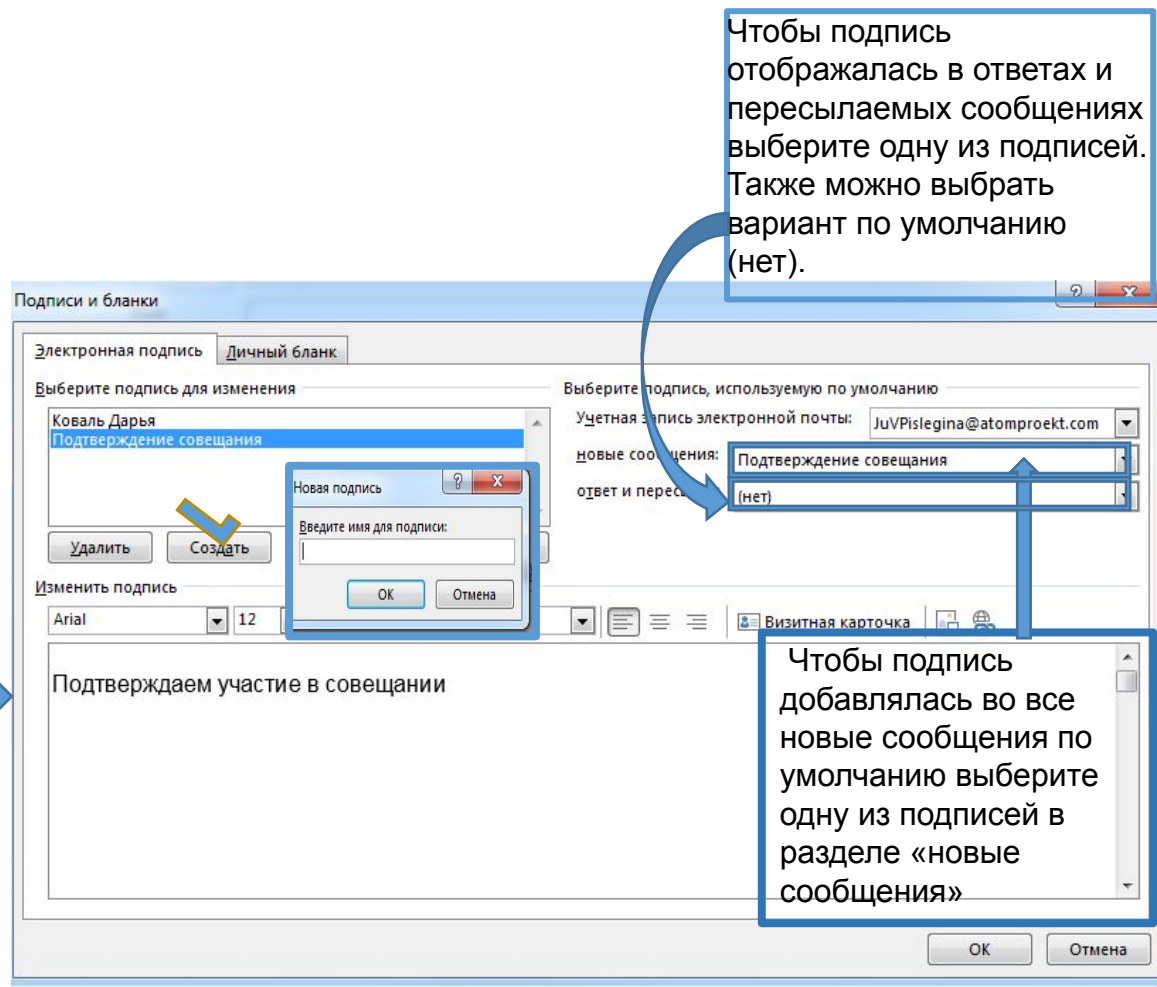 Чтобы подпись
отображалась в ответах и
пересылаемых сообщениях
выберите одну из подписей.
Также можно выбрать
вариант по умолчанию
(нет).
Подписи и бланки
Электронная подпись Личный бланк
Выберите подпись для изменения
Коваль Дарья
Подтверждение совещания
Удалить Создать
Выберите подпись, используемую по умолчанию
Учетная запись электронной почты: JuVPislegina@atomproekt.com
новые сообщения: Подтверждение совещания
ответ и (нет)
Новая подпись
Введите имя для подписи:
ОК Отмена
Изменить подпись
Arial 12 Визитная карточка
Подтверждаем участие в совещании
Чтобы подпись
добавлялась во все
новые сообщения по
умолчанию выберите
одну из подписей в
разделе «новые
сообщения»
ОК Отмена